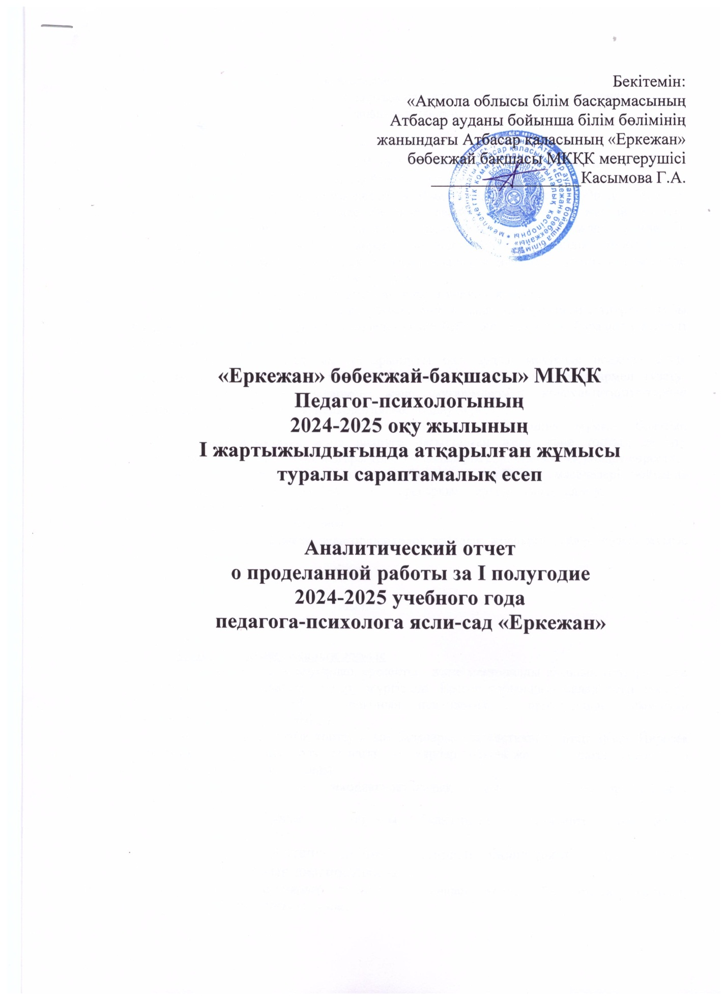 Бекітемін:
«Ақмола облысы білім басқармасының
Атбасар ауданы бойынша білім бөлімінің
жанындағы Атбасар қаласының «Еркежан»
бөбекжай бақшасы МКҚК меңгерушісі
Касымова Г.А.
«Еркежан» бөбекжай-бақшасы» МКҚК
Педагог-психологының
2024-2025 оқу жылының
I жартыжылдығында атқарылған жұмысы
туралы сараптамалық есеп
Аналитический отчет
о проделанной работы за I полугодие
2024-2025 учебного года
педагога-психолога ясли-сад «Еркежан»